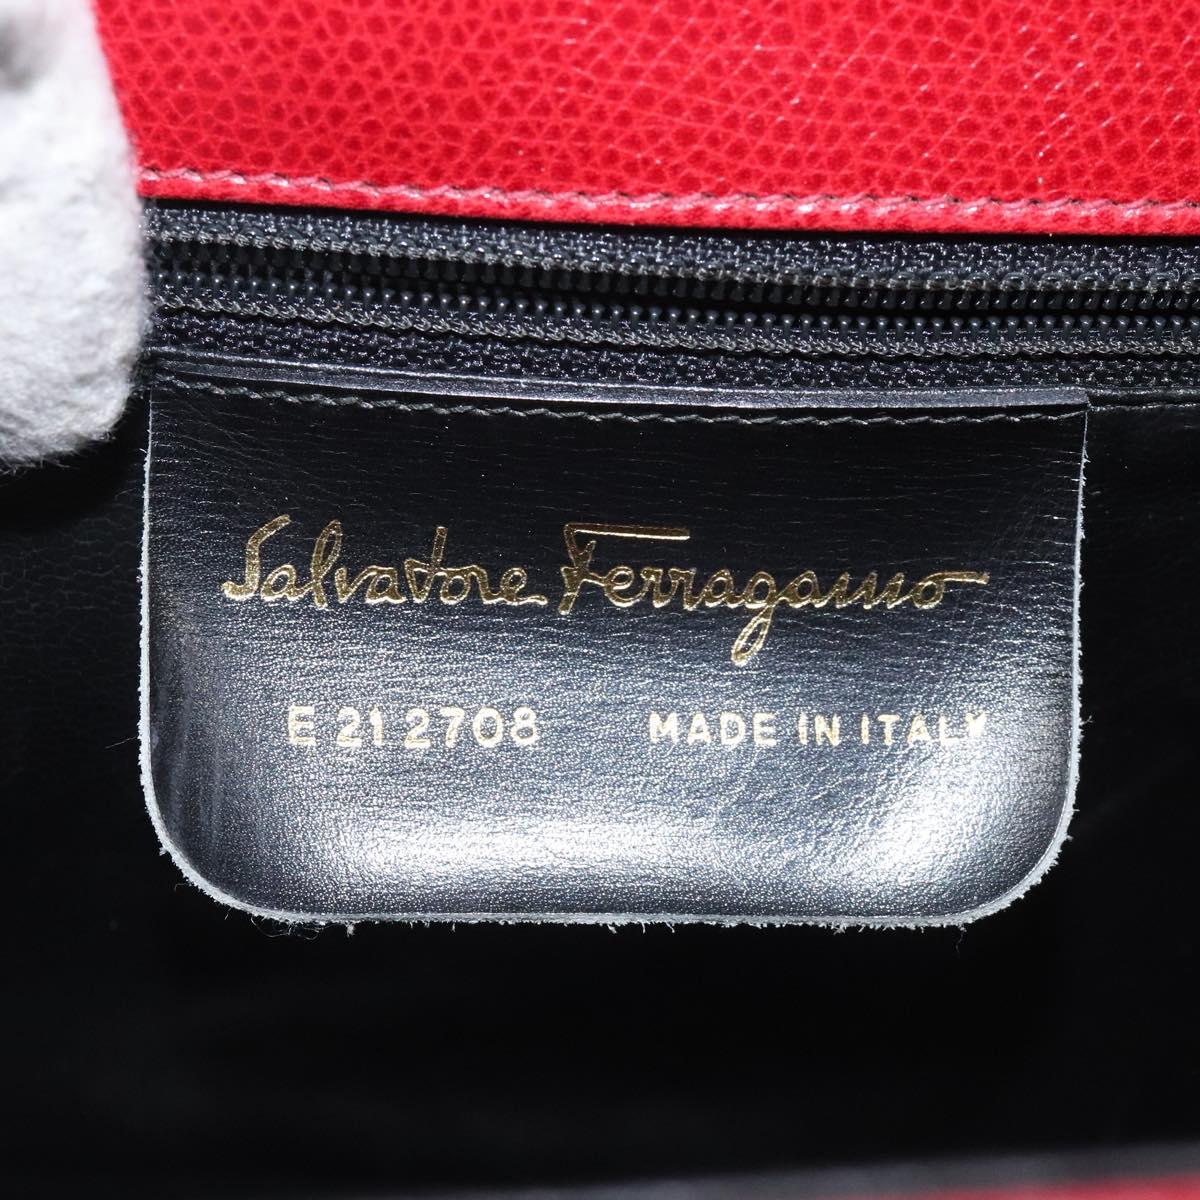 Salvatore Ferragamo
E 21 2708 MADE IN ITALY